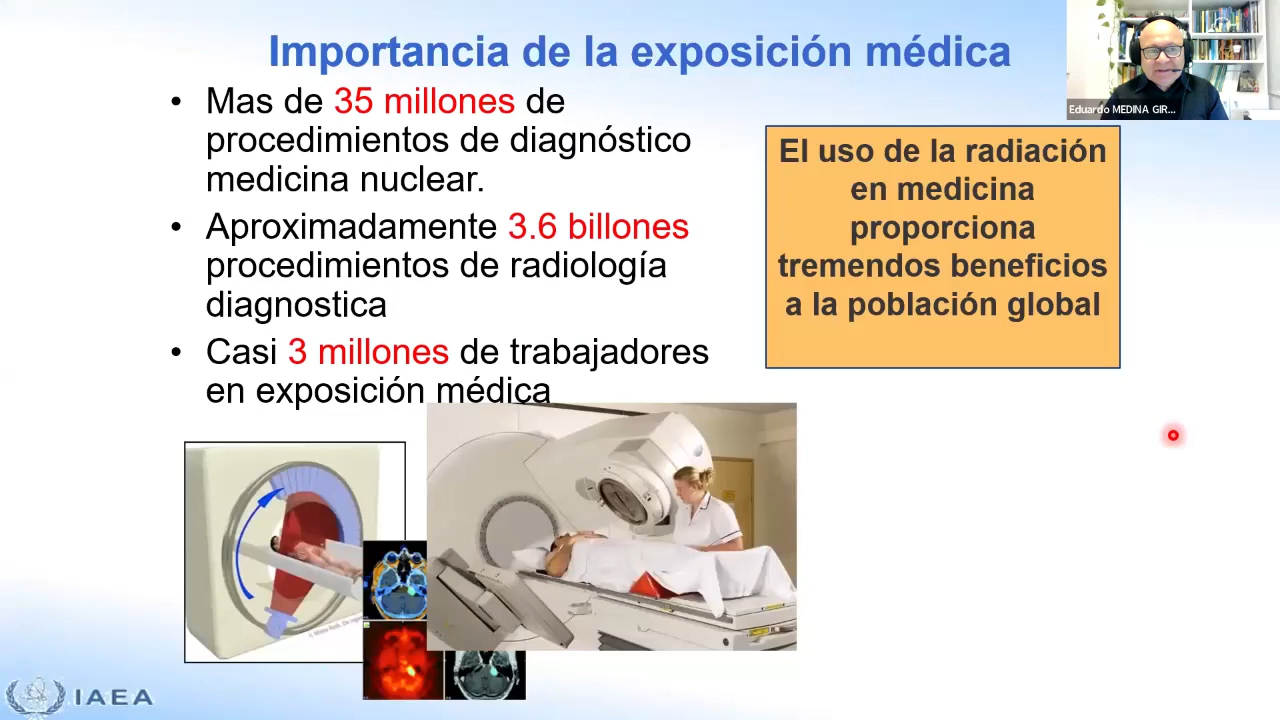 Importancia de la exposición médica
Eduardo MEDINA GIR...
• Mas de 35 millones de
procedimientos de diagnóstico
medicina nuclear.
• Aproximadamente 3.6 billones
procedimientos de radiología
diagnostica
• Casi 3 millones de trabajadores
en exposición médica
El uso de la radiación
en medicina
proporciona
tremendos beneficios
a la población global
IAEA